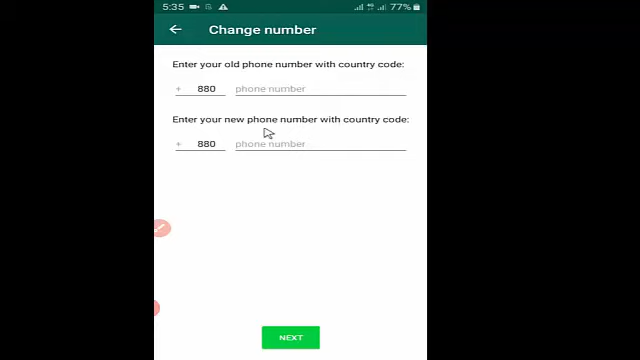 5:35 77%
Change number
Enter your old phone number with country code:
+ 880 phone number
Enter your new phone number with country code:
+ 880 phone number
NEXT